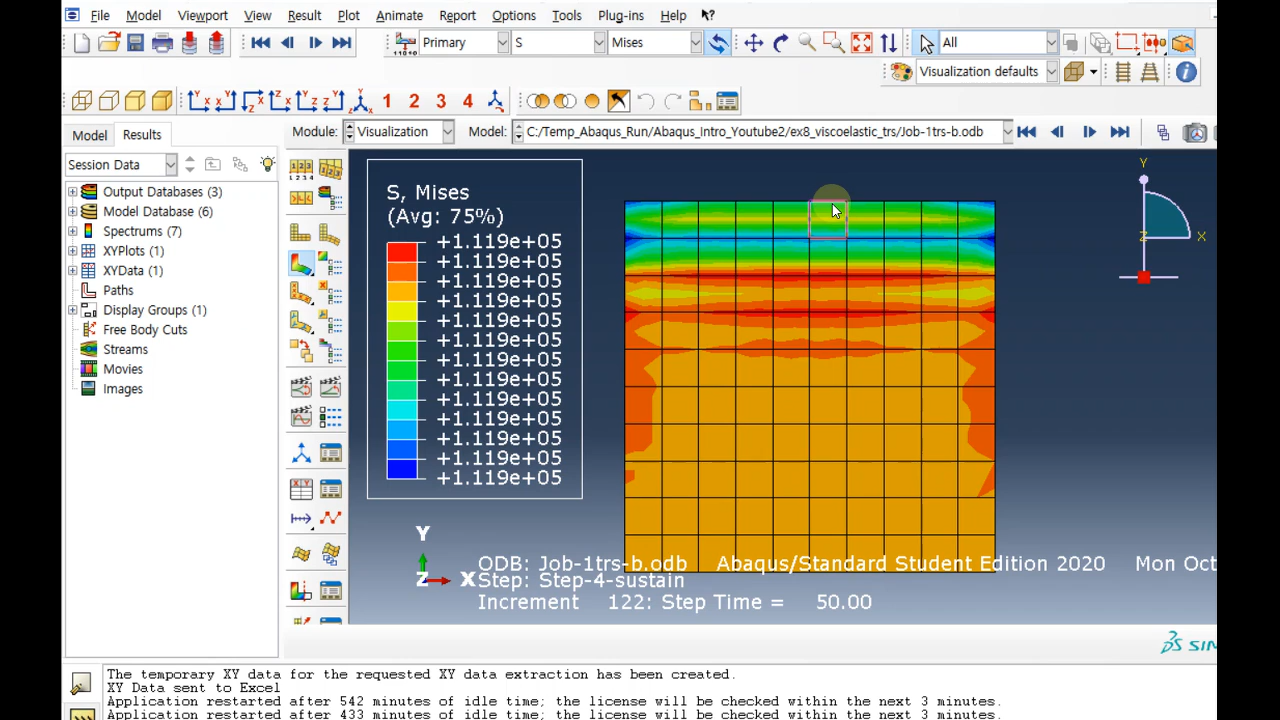 File Model Viewport View Result Plot Animate Report Options Tools Plug-ins Help
Primary S Mises All
Visualization defaults
1 2 3 4
Model Results Module: Visualization Model: C:/Temp_Abaqus_Run/Abaqus_Intro_Youtube2/ex8_viscoelastic_trs/Job-1trs-b.odb
Session Data
Output Databases (3)
Model Database (6)
Spectrums (7)
XYPlots (1)
XYData (1)
Paths
Display Groups (1)
Free Body Cuts
Streams
Movies
Images
S, Mises
(Avg: 75%)
+1.119e+05
+1.119e+05
+1.119e+05
+1.119e+05
+1.119e+05
+1.119e+05
+1.119e+05
+1.119e+05
+1.119e+05
+1.119e+05
+1.119e+05
+1.119e+05
+1.119e+05
Y
Z X
Y
Z X
ODB: Job-1trs-b.odb Abaqus/Standard Student Edition 2020 Mon Oct
Step: Step-4-sustain
Increment 122: Step Time = 50.00
The temporary XY data for the requested XY data extraction has been created.
XY Data sent to Excel
Application restarted after 542 minutes of idle time; the license will be checked within the next 3 minutes.
Application restarted after 433 minutes of idle time; the license will be checked within the next 3 minutes.